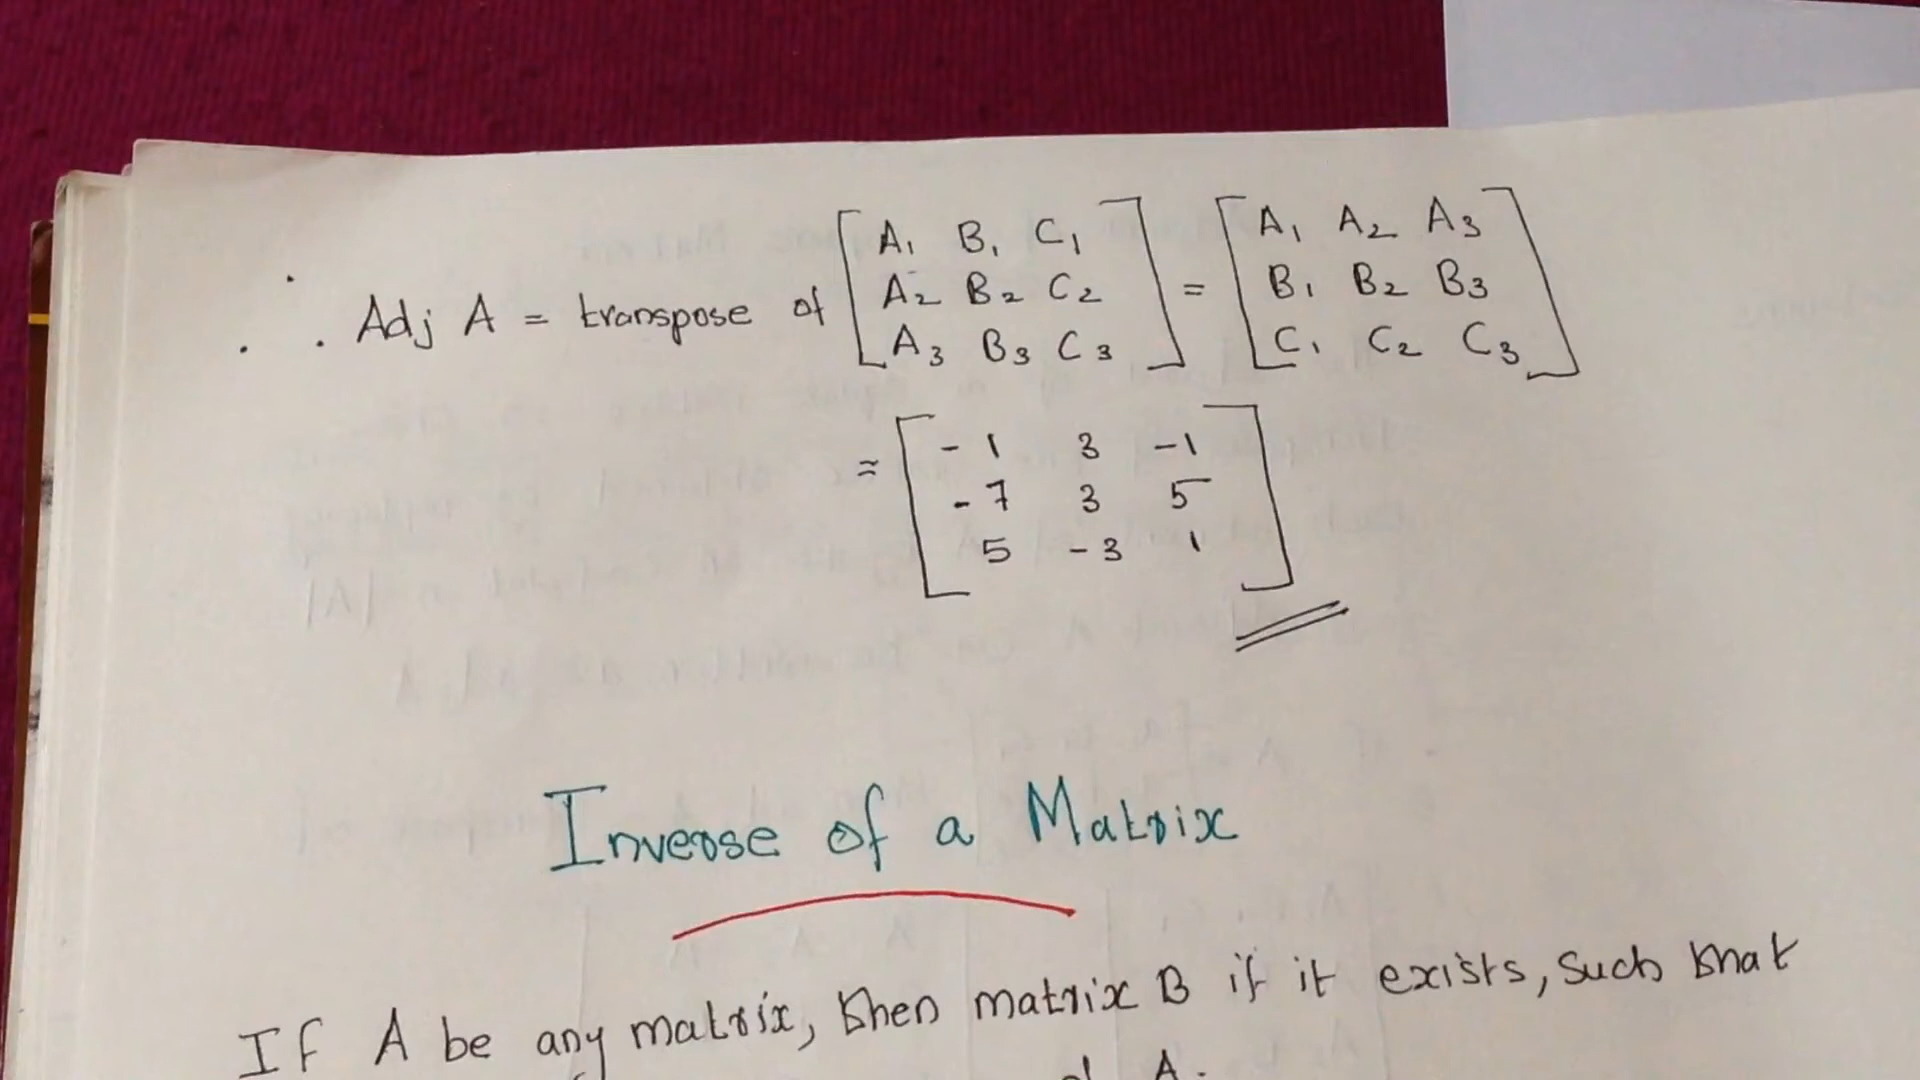 ∴ Adj A = transpose of [A₁ B₁ C₁; A₂ B₂ C₂; A₃ B₃ C₃] = [A₁ A₂ A₃; B₁ B₂ B₃; C₁ C₂ C₃]
= [-1 3 -1; -7 3 5; 5 -3 1]
Inverse of a Matrix
If A be any matrix, then matrix B if it exists, such that
A.